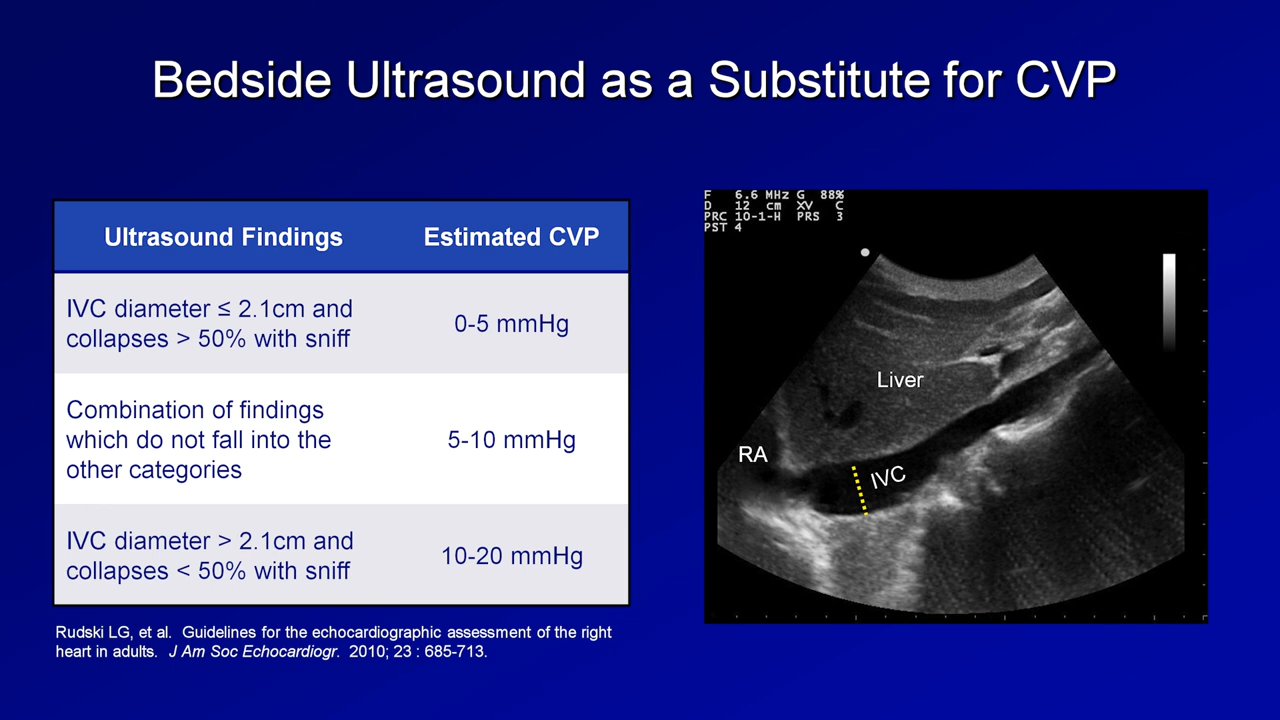 Bedside Ultrasound as a Substitute for CVP
Ultrasound Findings
Estimated CVP
IVC diameter ≤ 2.1cm and
collapses > 50% with sniff
0-5 mmHg
Combination of findings
which do not fall into the
other categories
5-10 mmHg
IVC diameter > 2.1cm and
collapses < 50% with sniff
10-20 mmHg
Rudski LG, et al.  Guidelines for the echocardiographic assessment of the right
heart in adults.  J Am Soc Echocardiogr.  2010; 23 : 685-713.
F 6.6 MHz G 88%
D 12 cm XV C
PRC 10-1-H PRS 3
PST 4
Liver
RA
IVC